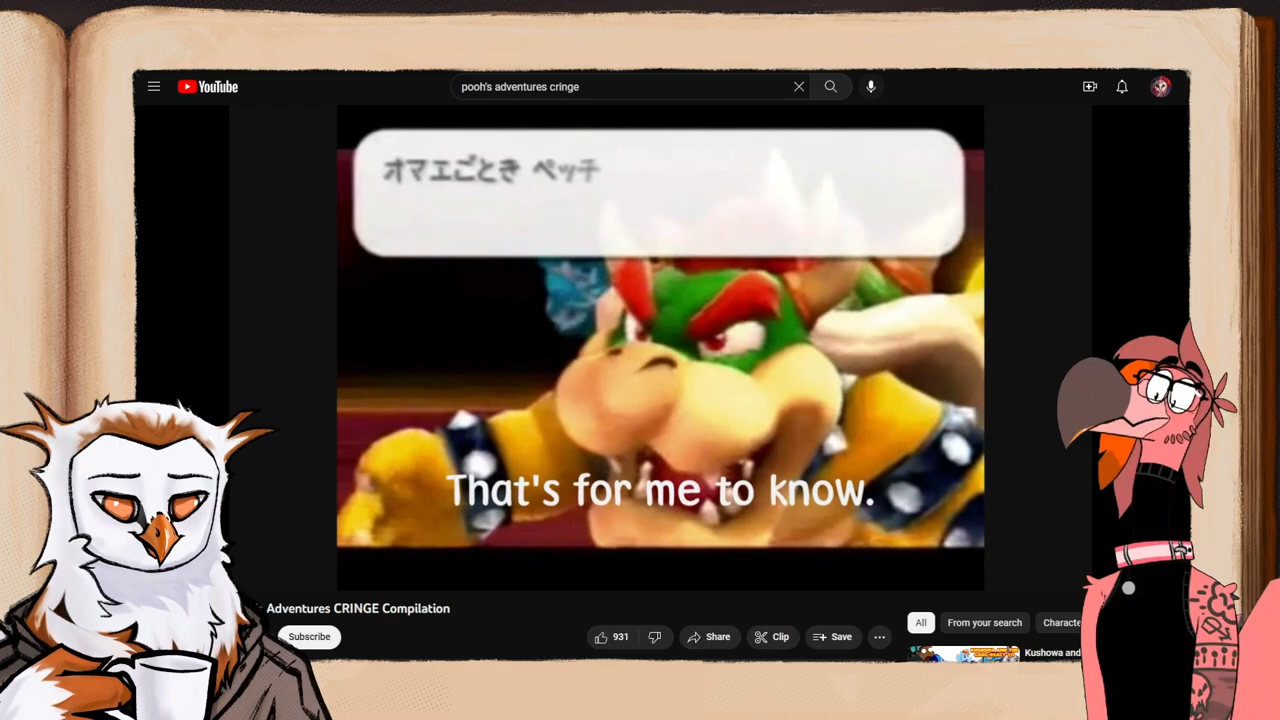 YouTube
pooh's adventures cringe
オマエごとき ペッチ
That's for me to know.
Adventures CRINGE Compilation
Subscribe
931
Share
Clip
Save
All
From your search
Characte
Kushowa and